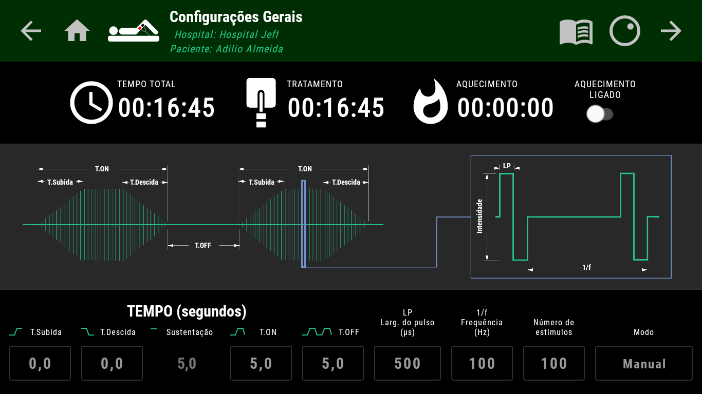 Configurações Gerais
Hospital: Hospital Jeff
Paciente: Adilio Almeida
TEMPO TOTAL
00:16:45
TRATAMENTO
00:16:45
AQUECIMENTO
00:00:00
AQUECIMENTO
LIGADO
T.ON
T.Subida
T.Descida
T.OFF
T.ON
T.Subida
T.Descida
LP
Intensidade
1/f
TEMPO (segundos)
T.Subida
0,0
T.Descida
0,0
Sustentação
5,0
T.ON
5,0
T.OFF
5,0
LP
Larg. do pulso
(µs)
500
1/f
Frequência
(Hz)
100
Número de
estímulos
100
Modo
Manual